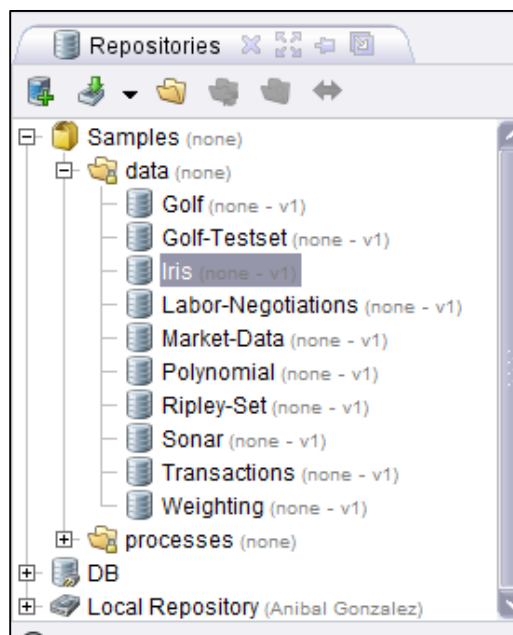 Repositories
Samples (none)
data (none)
Golf (none - v1)
Golf-Testset (none - v1)
Iris (none - v1)
Labor-Negotiations (none - v1)
Market-Data (none - v1)
Polynomial (none - v1)
Ripley-Set (none - v1)
Sonar (none - v1)
Transactions (none - v1)
Weighting (none - v1)
processes (none)
DB
Local Repository (Anibal Gonzalez)